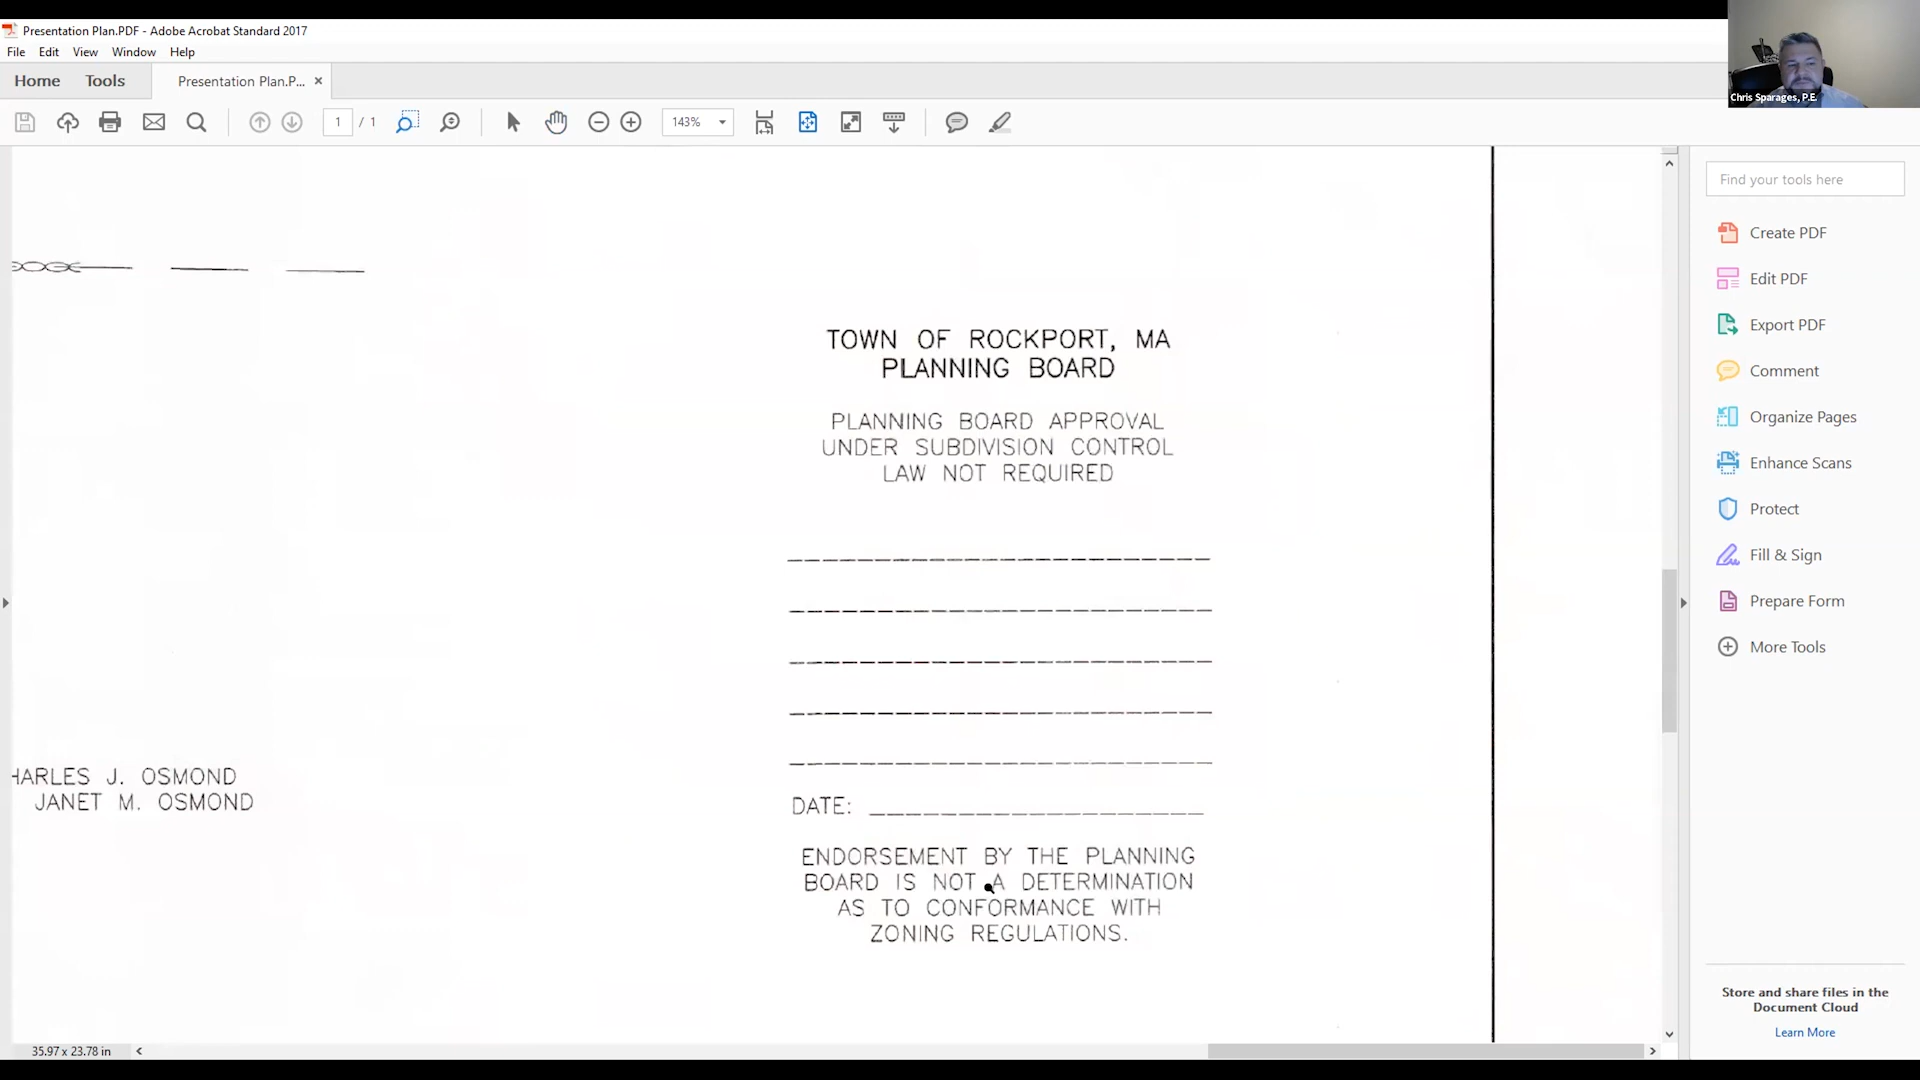 Presentation Plan.PDF - Adobe Acrobat Standard 2017
File Edit View Window Help
Home Tools Presentation Plan.P... ×
1 / 1 143%
Chris Sparages, P.E.
Find your tools here
Create PDF
Edit PDF
Export PDF
Comment
Organize Pages
Enhance Scans
Protect
Fill & Sign
Prepare Form
More Tools
Store and share files in the
Document Cloud
Learn More
TOWN OF ROCKPORT, MA
PLANNING BOARD
PLANNING BOARD APPROVAL
UNDER SUBDIVISION CONTROL
LAW NOT REQUIRED
HARLES J. OSMOND
JANET M. OSMOND
DATE:
ENDORSEMENT BY THE PLANNING
BOARD IS NOT A DETERMINATION
AS TO CONFORMANCE WITH
ZONING REGULATIONS.
35.97 x 23.78 in